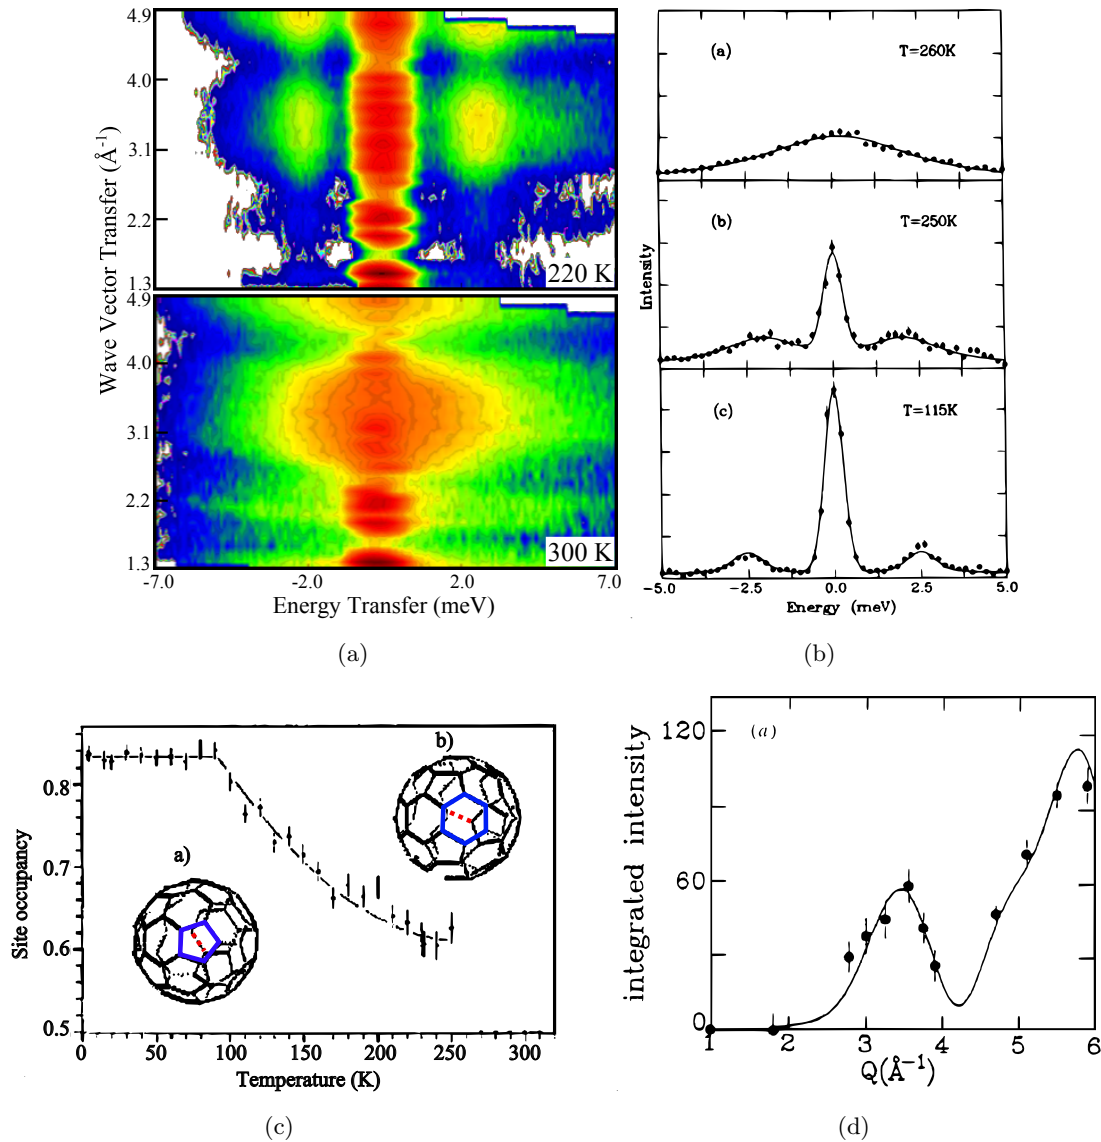 Wave Vector Transfer (Å⁻¹)
4.9
4.0
3.1
2.2
1.3
220 K
4.9
4.0
3.1
2.2
1.3
300 K
-7.0 -2.0 2.0 7.0
Energy Transfer (meV)
(a)
Intensity
(a) T=260K
(b) T=250K
(c) T=115K
-5.0 -2.5 0.0 2.5 5.0
Energy (meV)
(b)
Site occupancy
0.8
0.7
0.6
0.5
a)
b)
0 50 100 150 200 250 300
Temperature (K)
(c)
integrated intensity
120
60
0
(a)
1 2 3 4 5 6
Q(Å⁻¹)
(d)